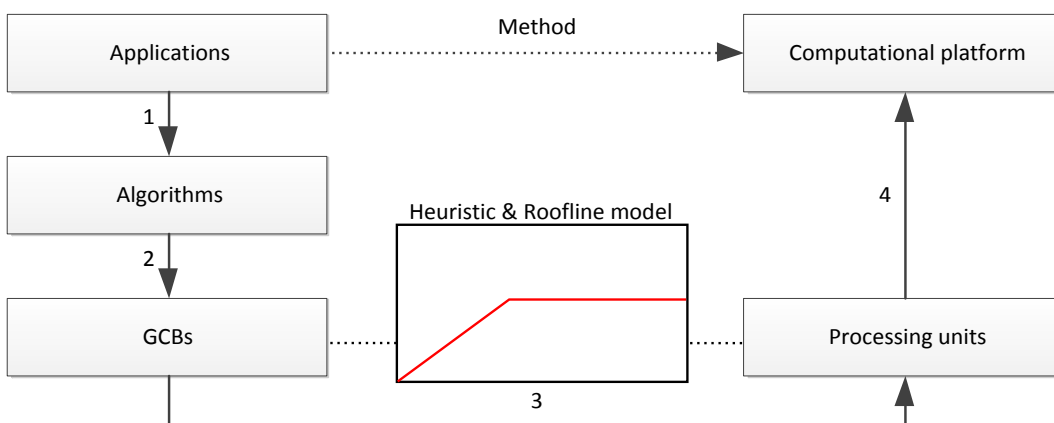 Applications
Method
Computational platform
1
Algorithms
4
Heuristic & Roofline model
2
GCBs
Processing units
3